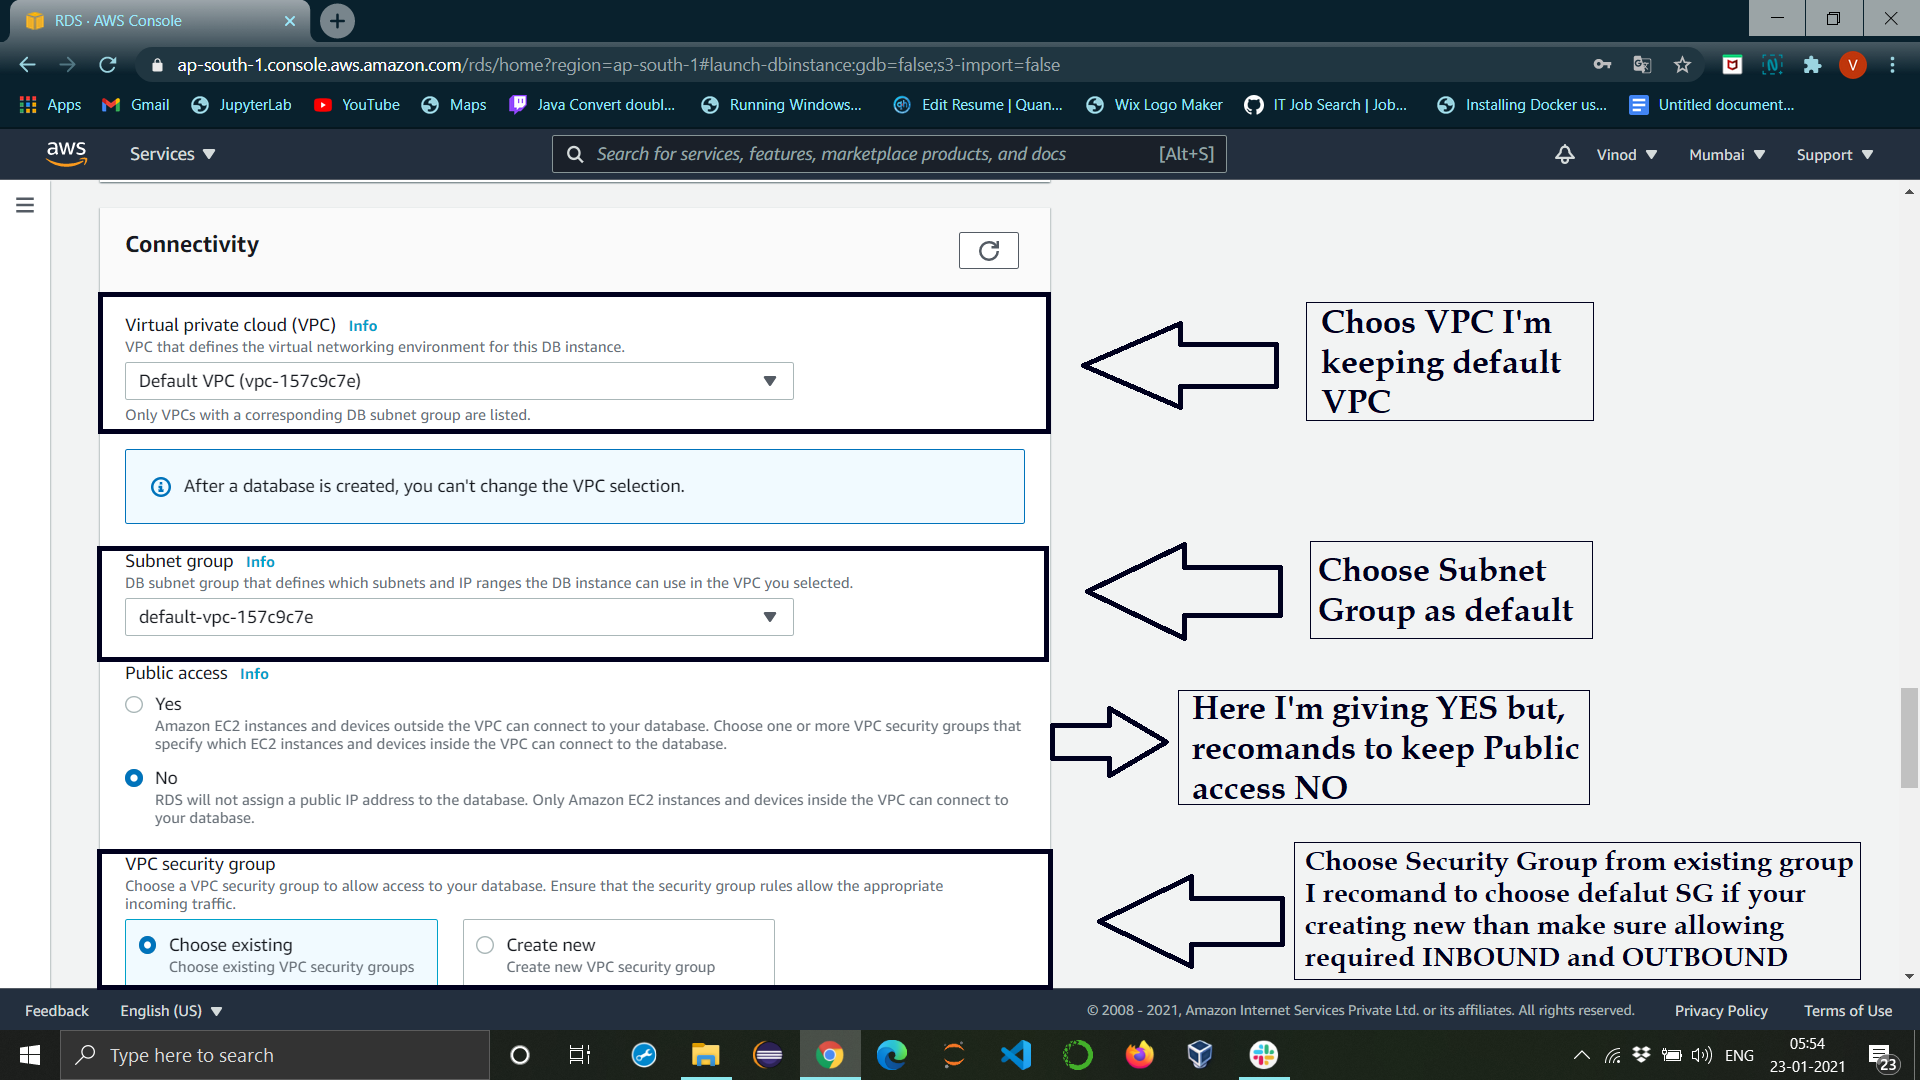 RDS · AWS Console
ap-south-1.console.aws.amazon.com/rds/home?region=ap-south-1#launch-dbinstance:gdb=false;s3-import=false
V
Apps
Gmail
JupyterLab
YouTube
Maps
Java Convert doubl...
Running Windows...
Edit Resume | Quan...
Wix Logo Maker
IT Job Search | Job...
Installing Docker us...
Untitled document...
aws
Services
Search for services, features, marketplace products, and docs
[Alt+S]
Vinod
Mumbai
Support
Connectivity
Virtual private cloud (VPC) Info
VPC that defines the virtual networking environment for this DB instance.
Default VPC (vpc-157c9c7e)
Only VPCs with a corresponding DB subnet group are listed.
Choos VPC I'm
keeping default
VPC
After a database is created, you can't change the VPC selection.
Subnet group Info
DB subnet group that defines which subnets and IP ranges the DB instance can use in the VPC you selected.
default-vpc-157c9c7e
Choose Subnet
Group as default
Public access Info
Yes
Amazon EC2 instances and devices outside the VPC can connect to your database. Choose one or more VPC security groups that
specify which EC2 instances and devices inside the VPC can connect to the database.
No
RDS will not assign a public IP address to the database. Only Amazon EC2 instances and devices inside the VPC can connect to
your database.
Here I'm giving YES but,
recomands to keep Public
access NO
VPC security group
Choose a VPC security group to allow access to your database. Ensure that the security group rules allow the appropriate
incoming traffic.
Choose existing
Choose existing VPC security groups
Create new
Create new VPC security group
Choose Security Group from existing group
I recomand to choose defalut SG if your
creating new than make sure allowing
required INBOUND and OUTBOUND
Feedback
English (US)
© 2008 - 2021, Amazon Internet Services Private Ltd. or its affiliates. All rights reserved.
Privacy Policy
Terms of Use
Type here to search
ENG
05:54
23-01-2021
23